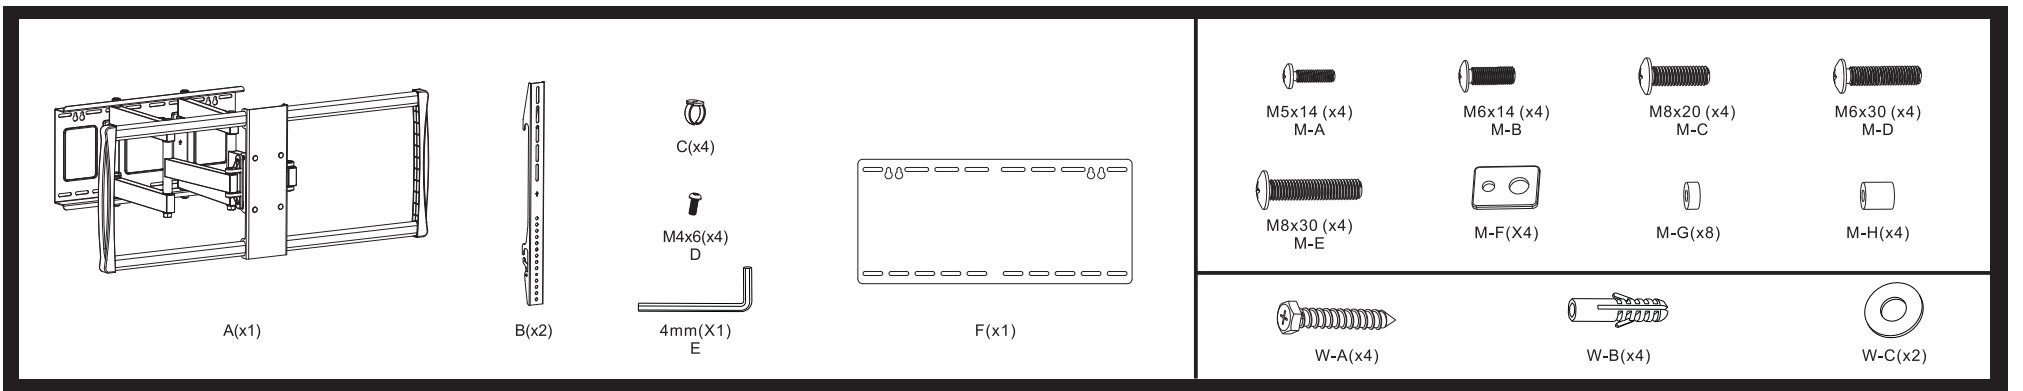 A(x1)
B(x2)
C(x4)
M4x6(x4)
D
4mm(X1)
E
F(x1)
M5x14 (x4)
M-A
M6x14 (x4)
M-B
M8x20 (x4)
M-C
M6x30 (x4)
M-D
M8x30 (x4)
M-E
M-F(X4)
M-G(x8)
M-H(x4)
W-A(x4)
W-B(x4)
W-C(x2)